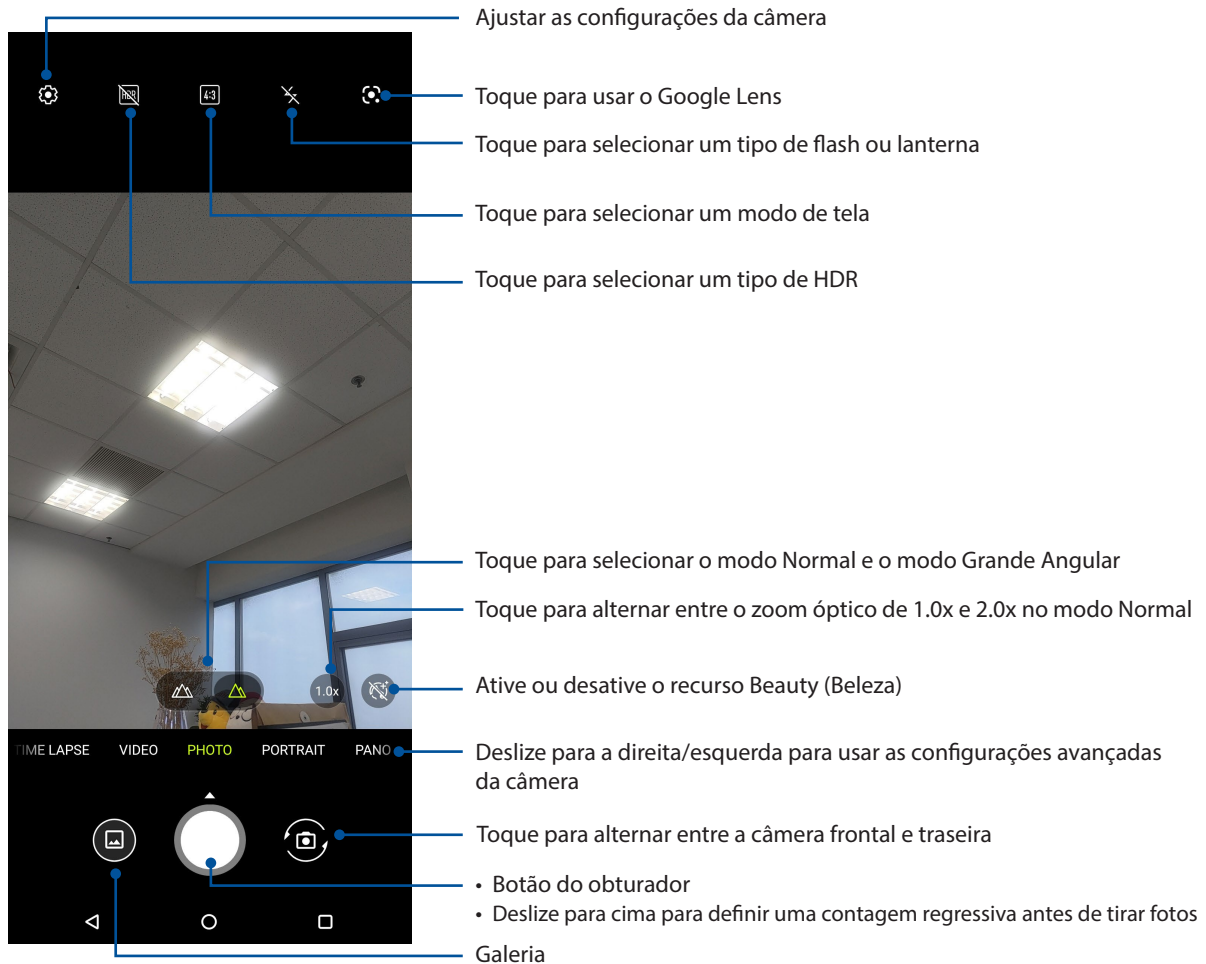 Ajustar as configurações da câmera
HDR
4:3
Toque para usar o Google Lens
Toque para selecionar um tipo de flash ou lanterna
Toque para selecionar um modo de tela
Toque para selecionar um tipo de HDR
Toque para selecionar o modo Normal e o modo Grande Angular
Toque para alternar entre o zoom óptico de 1.0x e 2.0x no modo Normal
1.0x
Ative ou desative o recurso Beauty (Beleza)
TIME LAPSE VIDEO PHOTO PORTRAIT PANO
Deslize para a direita/esquerda para usar as configurações avançadas
da câmera
Toque para alternar entre a câmera frontal e traseira
• Botão do obturador
• Deslize para cima para definir uma contagem regressiva antes de tirar fotos
Galeria